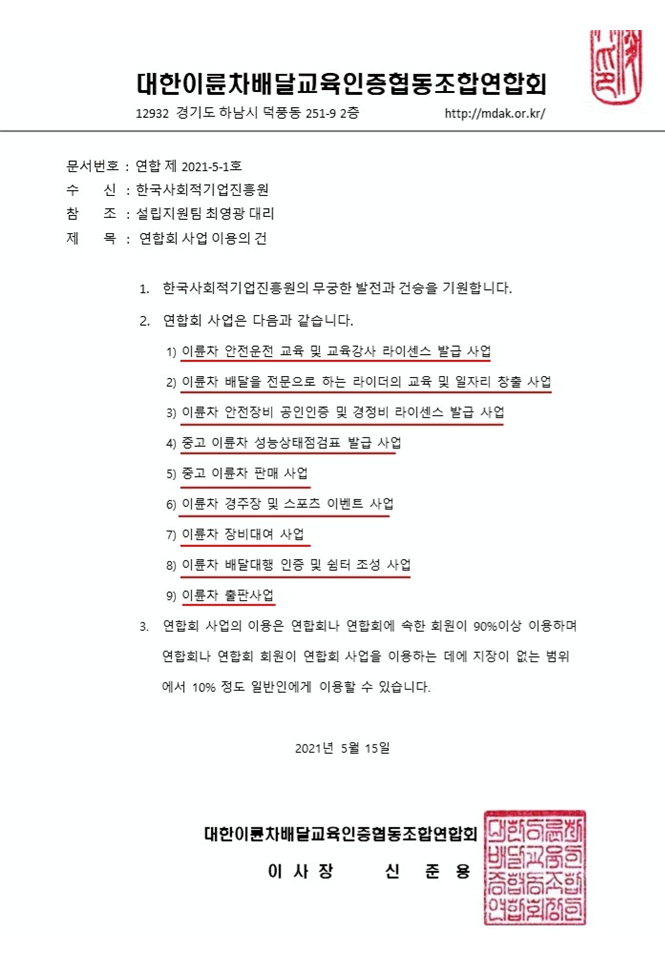 대한이륜차배달교육인증협동조합연합회
12932 경기도 하남시 덕풍동 251-9 2층 http://mdak.or.kr/
문서번호 : 연합 제 2021-5-1호
수 신 : 한국사회적기업진흥원
참 조 : 설립지원팀 최영광 대리
제 목 : 연합회 사업 이용의 건
1. 한국사회적기업진흥원의 무궁한 발전과 건승을 기원합니다.
2. 연합회 사업은 다음과 같습니다.
1) 이륜차 안전운전 교육 및 교육강사 라이센스 발급 사업
2) 이륜차 배달을 전문으로 하는 라이더의 교육 및 일자리 창출 사업
3) 이륜차 안전장비 공인인증 및 경정비 라이센스 발급 사업
4) 중고 이륜차 성능상태점검표 발급 사업
5) 중고 이륜차 판매 사업
6) 이륜차 경주장 및 스포츠 이벤트 사업
7) 이륜차 장비대여 사업
8) 이륜차 배달대행 인증 및 쉼터 조성 사업
9) 이륜차 출판사업
3. 연합회 사업의 이용은 연합회나 연합회에 속한 회원이 90%이상 이용하며
연합회나 연합회 회원이 연합회 사업을 이용하는 데에 지장이 없는 범위
에서 10% 정도 일반인에게 이용할 수 있습니다.
2021년 5월 15일
대한이륜차배달교육인증협동조합연합회
이 사 장 신 준 용